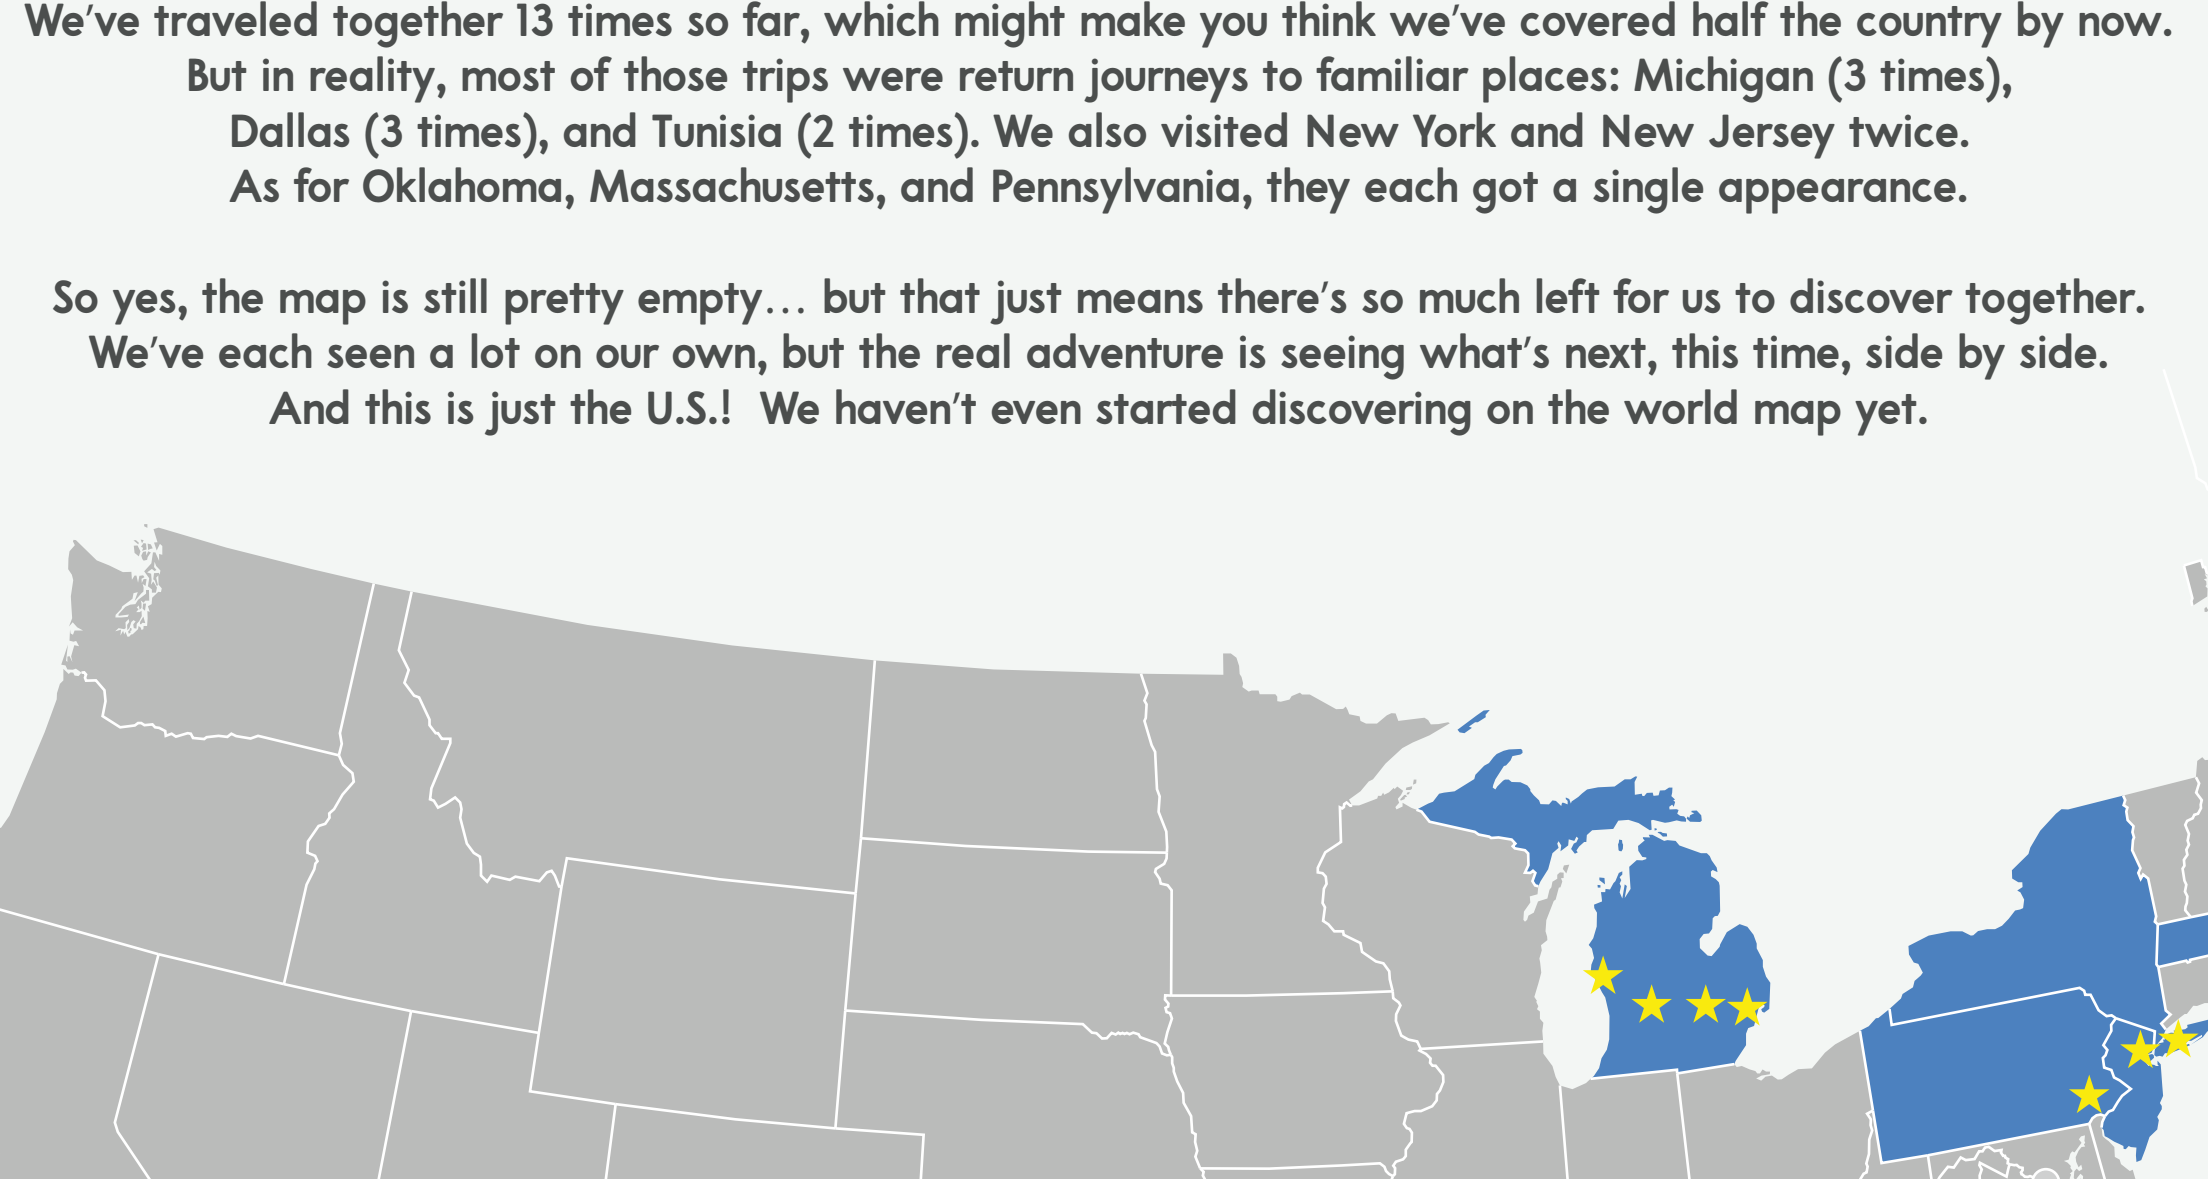 We've traveled together 13 times so far, which might make you think we've covered half the country by now.
But in reality, most of those trips were return journeys to familiar places: Michigan (3 times),
Dallas (3 times), and Tunisia (2 times). We also visited New York and New Jersey twice.
As for Oklahoma, Massachusetts, and Pennsylvania, they each got a single appearance.
So yes, the map is still pretty empty... but that just means there's so much left for us to discover together.
We've each seen a lot on our own, but the real adventure is seeing what's next, this time, side by side.
And this is just the U.S.!  We haven't even started discovering on the world map yet.